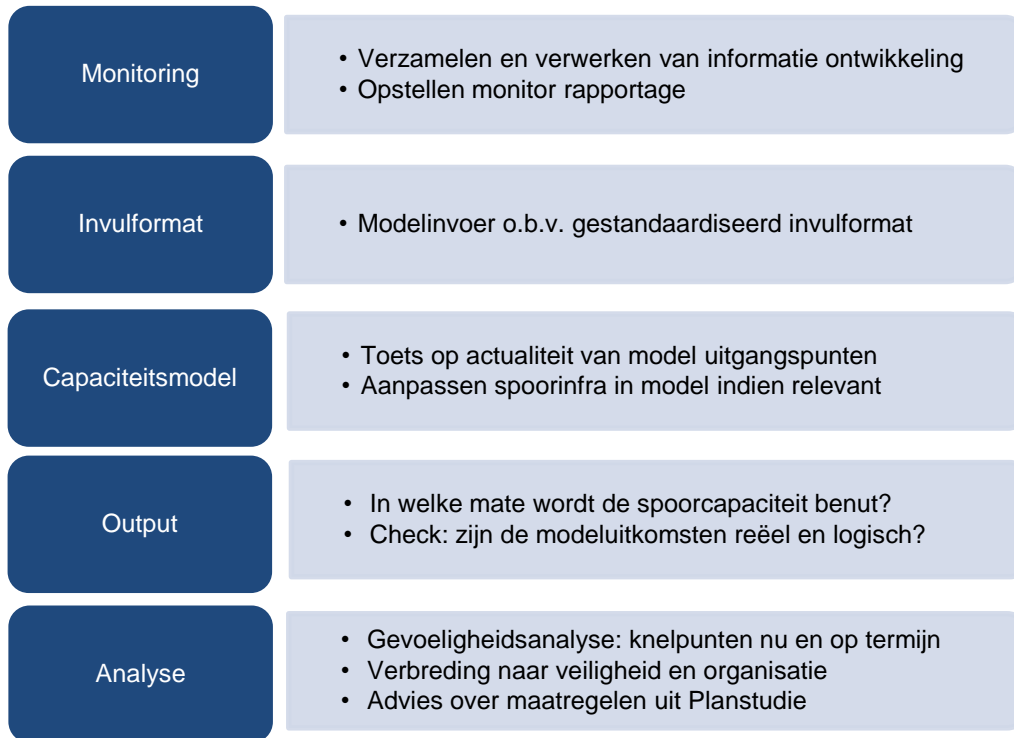 Monitoring
• Verzamelen en verwerken van informatie ontwikkeling
• Opstellen monitor rapportage
Invulformat
• Modelinvoer o.b.v. gestandaardiseerd invulformat
Capaciteitsmodel
• Toets op actualiteit van model uitgangspunten
• Aanpassen spoorinfra in model indien relevant
Output
• In welke mate wordt de spoorcapaciteit benut?
• Check: zijn de modeluitkomsten reëel en logisch?
Analyse
• Gevoeligheidsanalyse: knelpunten nu en op termijn
• Verbreding naar veiligheid en organisatie
• Advies over maatregelen uit Planstudie